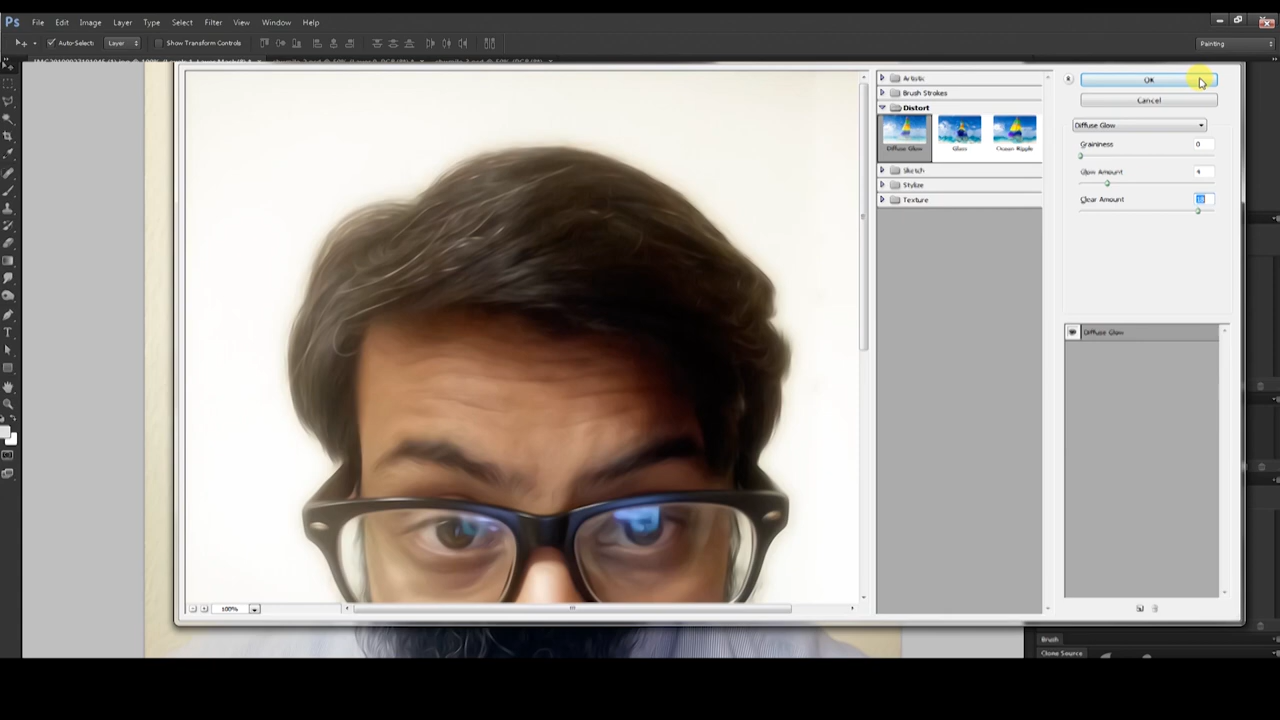 Ps File Edit Image Layer Type Select Filter View Window Help
Auto-Select: Layer Show Transform Controls
Painting
Artistic
Brush Strokes
Distort
Diffuse Glow Glass Ocean Ripple
Sketch
Stylize
Texture
OK
Cancel
Diffuse Glow
Graininess 0
Glow Amount 4
Clear Amount
Diffuse Glow
100%
Brush
Clone Source